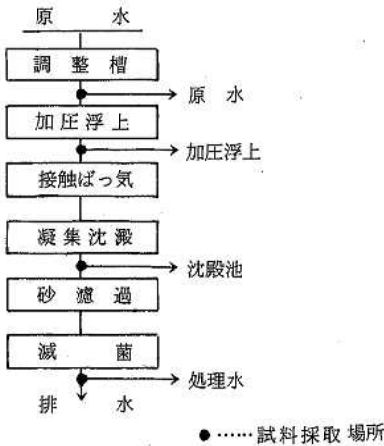 原 水
調整槽
原 水
加圧浮上
加圧浮上
接触ばっ気
凝集沈澱
沈殿池
砂濾過
滅 菌
処理水
排 水
●……試料採取場所